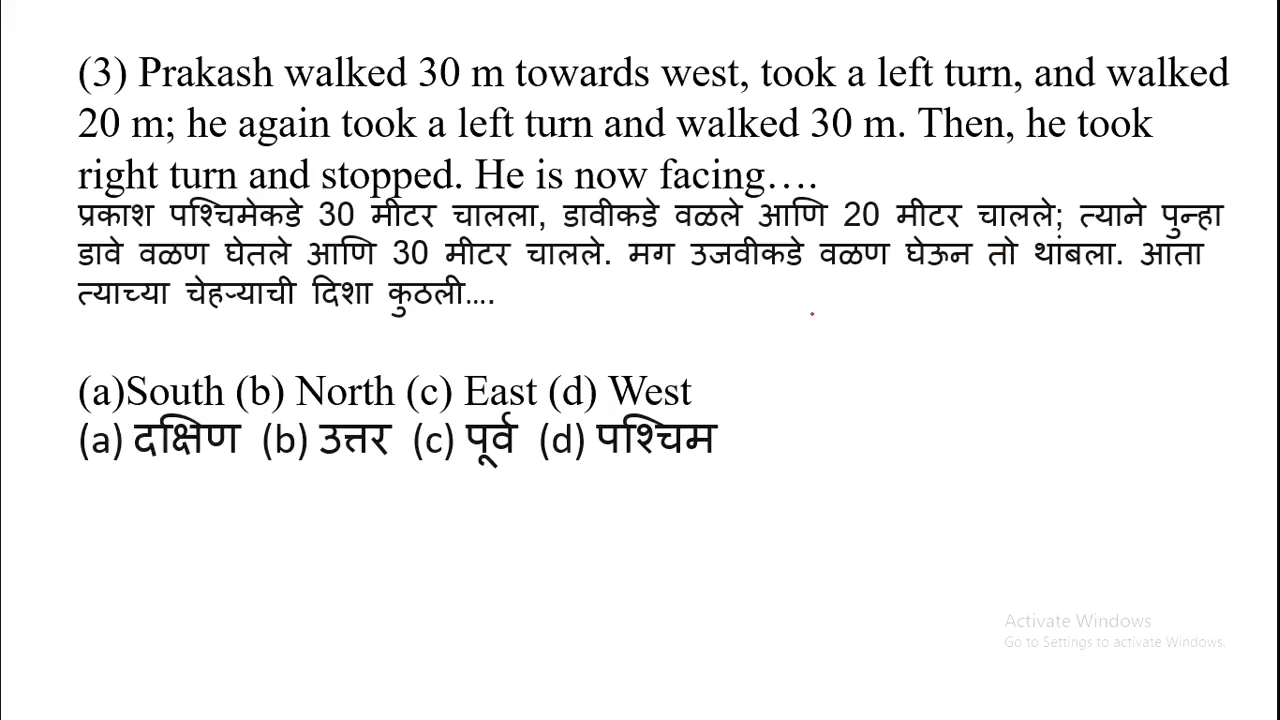 (3) Prakash walked 30 m towards west, took a left turn, and walked
20 m; he again took a left turn and walked 30 m. Then, he took
right turn and stopped. He is now facing….
प्रकाश पश्चिमेकडे 30 मीटर चालला, डावीकडे वळले आणि 20 मीटर चालले; त्याने पुन्हा
डावे वळण घेतले आणि 30 मीटर चालले. मग उजवीकडे वळण घेऊन तो थांबला. आता
त्याच्या चेहऱ्याची दिशा कुठली....
(a)South (b) North (c) East (d) West
(a) दक्षिण (b) उत्तर (c) पूर्व (d) पश्चिम
Activate Windows
Go to Settings to activate Windows.